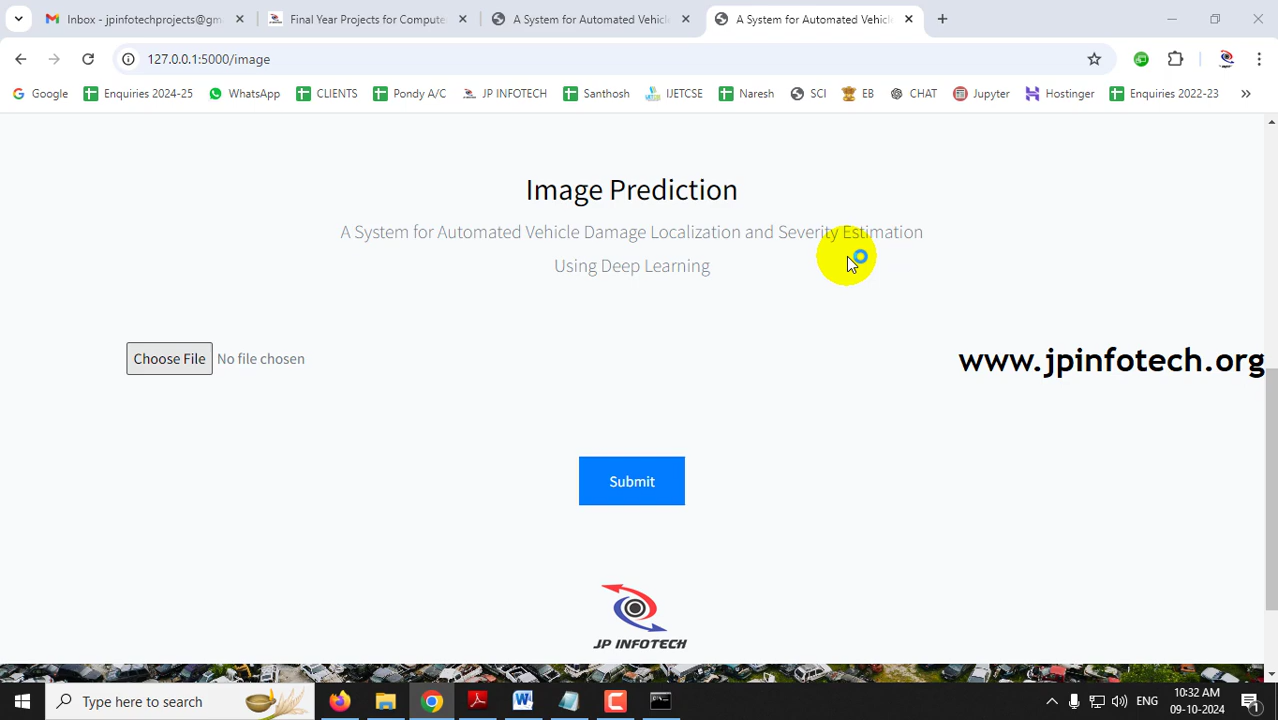 Inbox - jpinfotechprojects@gm
Final Year Projects for Compute
A System for Automated Vehicle
A System for Automated Vehicle
127.0.0.1:5000/image
Google
Enquiries 2024-25
WhatsApp
CLIENTS
Pondy A/C
JP INFOTECH
Santhosh
IJETCSE
Naresh
SCI
EB
CHAT
Jupyter
Hostinger
Enquiries 2022-23
»
Image Prediction
A System for Automated Vehicle Damage Localization and Severity Estimation
Using Deep Learning
Choose File No file chosen
www.jpinfotech.org
Submit
JP INFOTECH
Type here to search
ENG
10:32 AM
09-10-2024
1